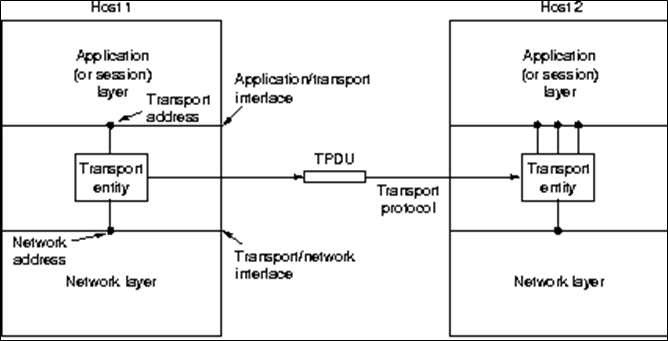 Host 1
Host 2
Application
(or session)
layer
Application/transport
interface
Application
(or session)
layer
Transport
address
TPDU
Transport
entity
Transport
protocol
Transport
entity
Network
address
Transport/network
interface
Network layer
Network layer